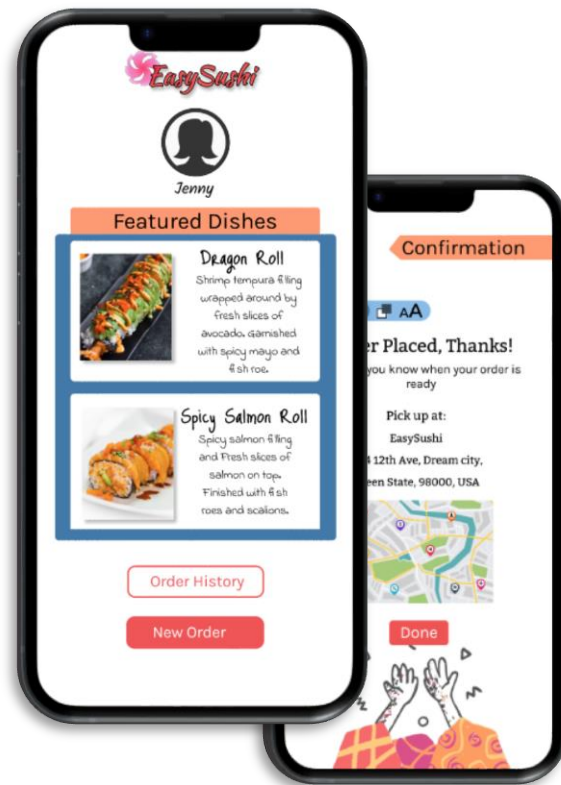 EasySushi
Jenny
Featured Dishes
Dragon Roll
Shrimp tempura filling
wrapped around by
fresh slices of
avocado. Garnished
with spicy mayo and
fish roe.
Spicy Salmon Roll
Spicy salmon filling
and Fresh slices of
salmon on top.
Finished with fish
roes and scalions.
Order History
New Order
Confirmation
AA
Placed, Thanks!
you know when your order is
ready
Pick up at:
EasySushi
12th Ave, Dream city,
State, 98000, USA
Done